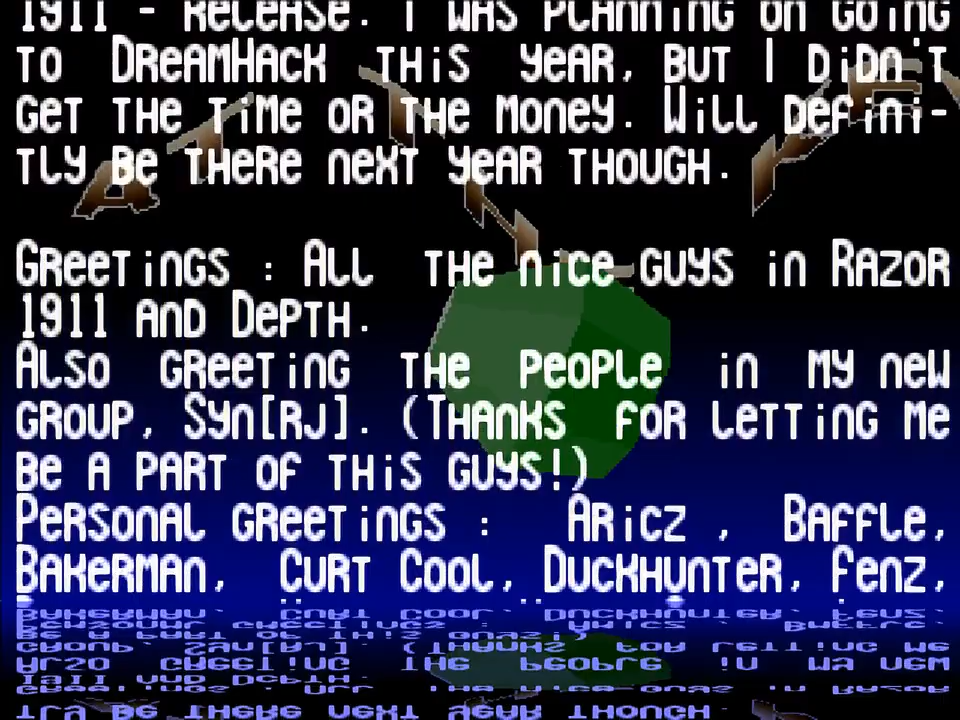 1911 - Release. I was planning on going
to DreamHack this year, but I didn't
get the time or the money. Will defini-
tly be there next year though.
Greetings : All the nice guys in Razor
1911 and Depth.
Also greeting the people in my new
group, Syn[RJ]. (Thanks for letting me
be a part of this guys!)
Personal greetings : Aricz , Baffle,
Bakerman, Curt Cool, Duckhunter, Fenz,